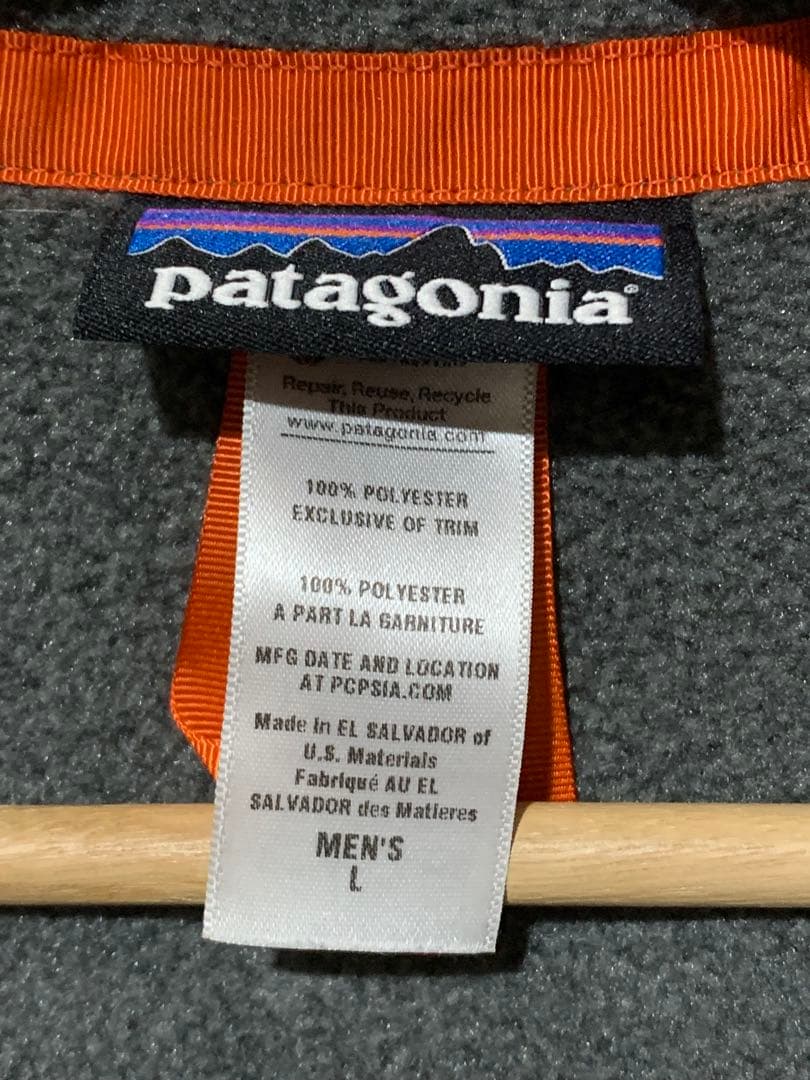 patagonia®
Repair, Reuse, Recycle
This Product
www.patagonia.com
100% POLYESTER
EXCLUSIVE OF TRIM
100% POLYESTER
A PART LA GARNITURE
MFG DATE AND LOCATION
AT PCPSIA.COM
Made in EL SALVADOR of
U.S. Materials
Fabriqué AU EL
SALVADOR des Matieres
MEN'S
L